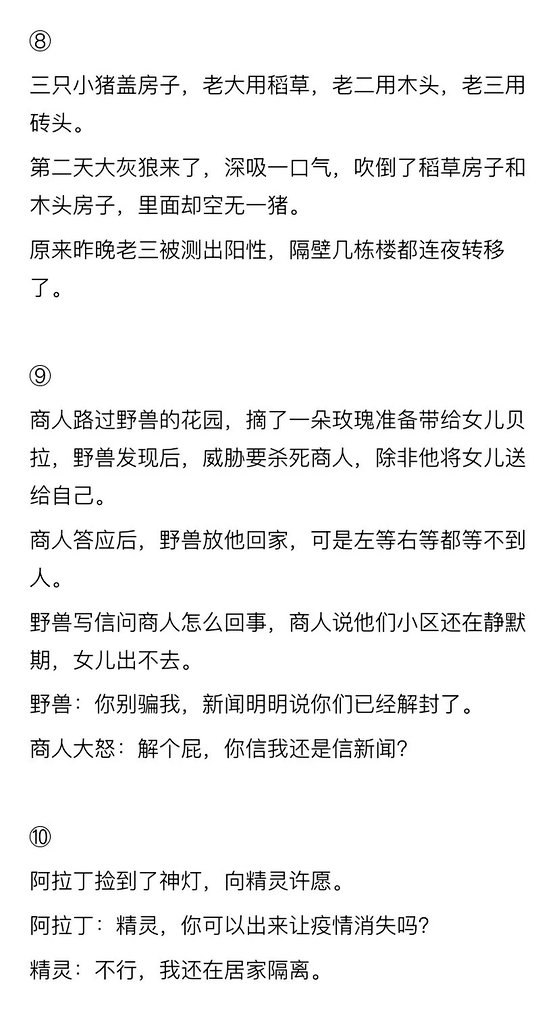 ⑧
三只小猪盖房子，老大用稻草，老二用木头，老三用
砖头。
第二天大灰狼来了，深吸一口气，吹倒了稻草房子和
木头房子，里面却空无一猪。
原来昨晚老三被测出阳性，隔壁几栋楼都连夜转移
了。
⑨
商人路过野兽的花园，摘了一朵玫瑰准备带给女儿贝
拉，野兽发现后，威胁要杀死商人，除非他将女儿送
给自己。
商人答应后，野兽放他回家，可是左等右等都等不到
人。
野兽写信问商人怎么回事，商人说他们小区还在静默
期，女儿出不去。
野兽：你别骗我，新闻明明说你们已经解封了。
商人大怒：解个屁，你信我还是信新闻？
⑩
阿拉丁捡到了神灯，向精灵许愿。
阿拉丁：精灵，你可以出来让疫情消失吗？
精灵：不行，我还在居家隔离。